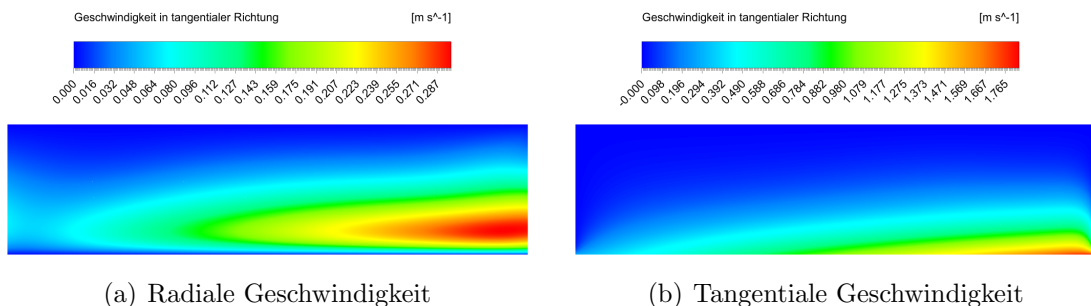 Geschwindigkeit in tangentialer Richtung [m s^-1]
0.000 0.016 0.032 0.048 0.064 0.080 0.096 0.112 0.127 0.143 0.159 0.175 0.191 0.207 0.223 0.239 0.255 0.271 0.287
(a) Radiale Geschwindigkeit
Geschwindigkeit in tangentialer Richtung [m s^-1]
-0.000 0.098 0.196 0.294 0.392 0.490 0.588 0.686 0.784 0.882 0.980 1.079 1.177 1.275 1.373 1.471 1.569 1.667 1.765
(b) Tangentiale Geschwindigkeit